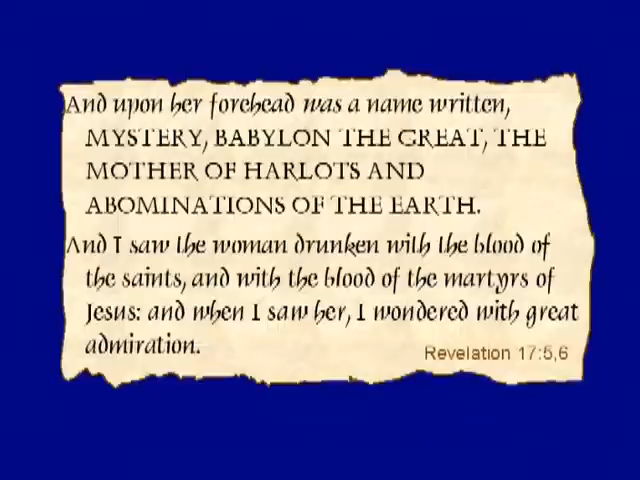 And upon her forehead was a name written,
MYSTERY, BABYLON THE GREAT, THE
MOTHER OF HARLOTS AND
ABOMINATIONS OF THE EARTH.
And I saw the woman drunken with the blood of
the saints, and with the blood of the martyrs of
Jesus: and when I saw her, I wondered with great
admiration.
Revelation 17:5,6